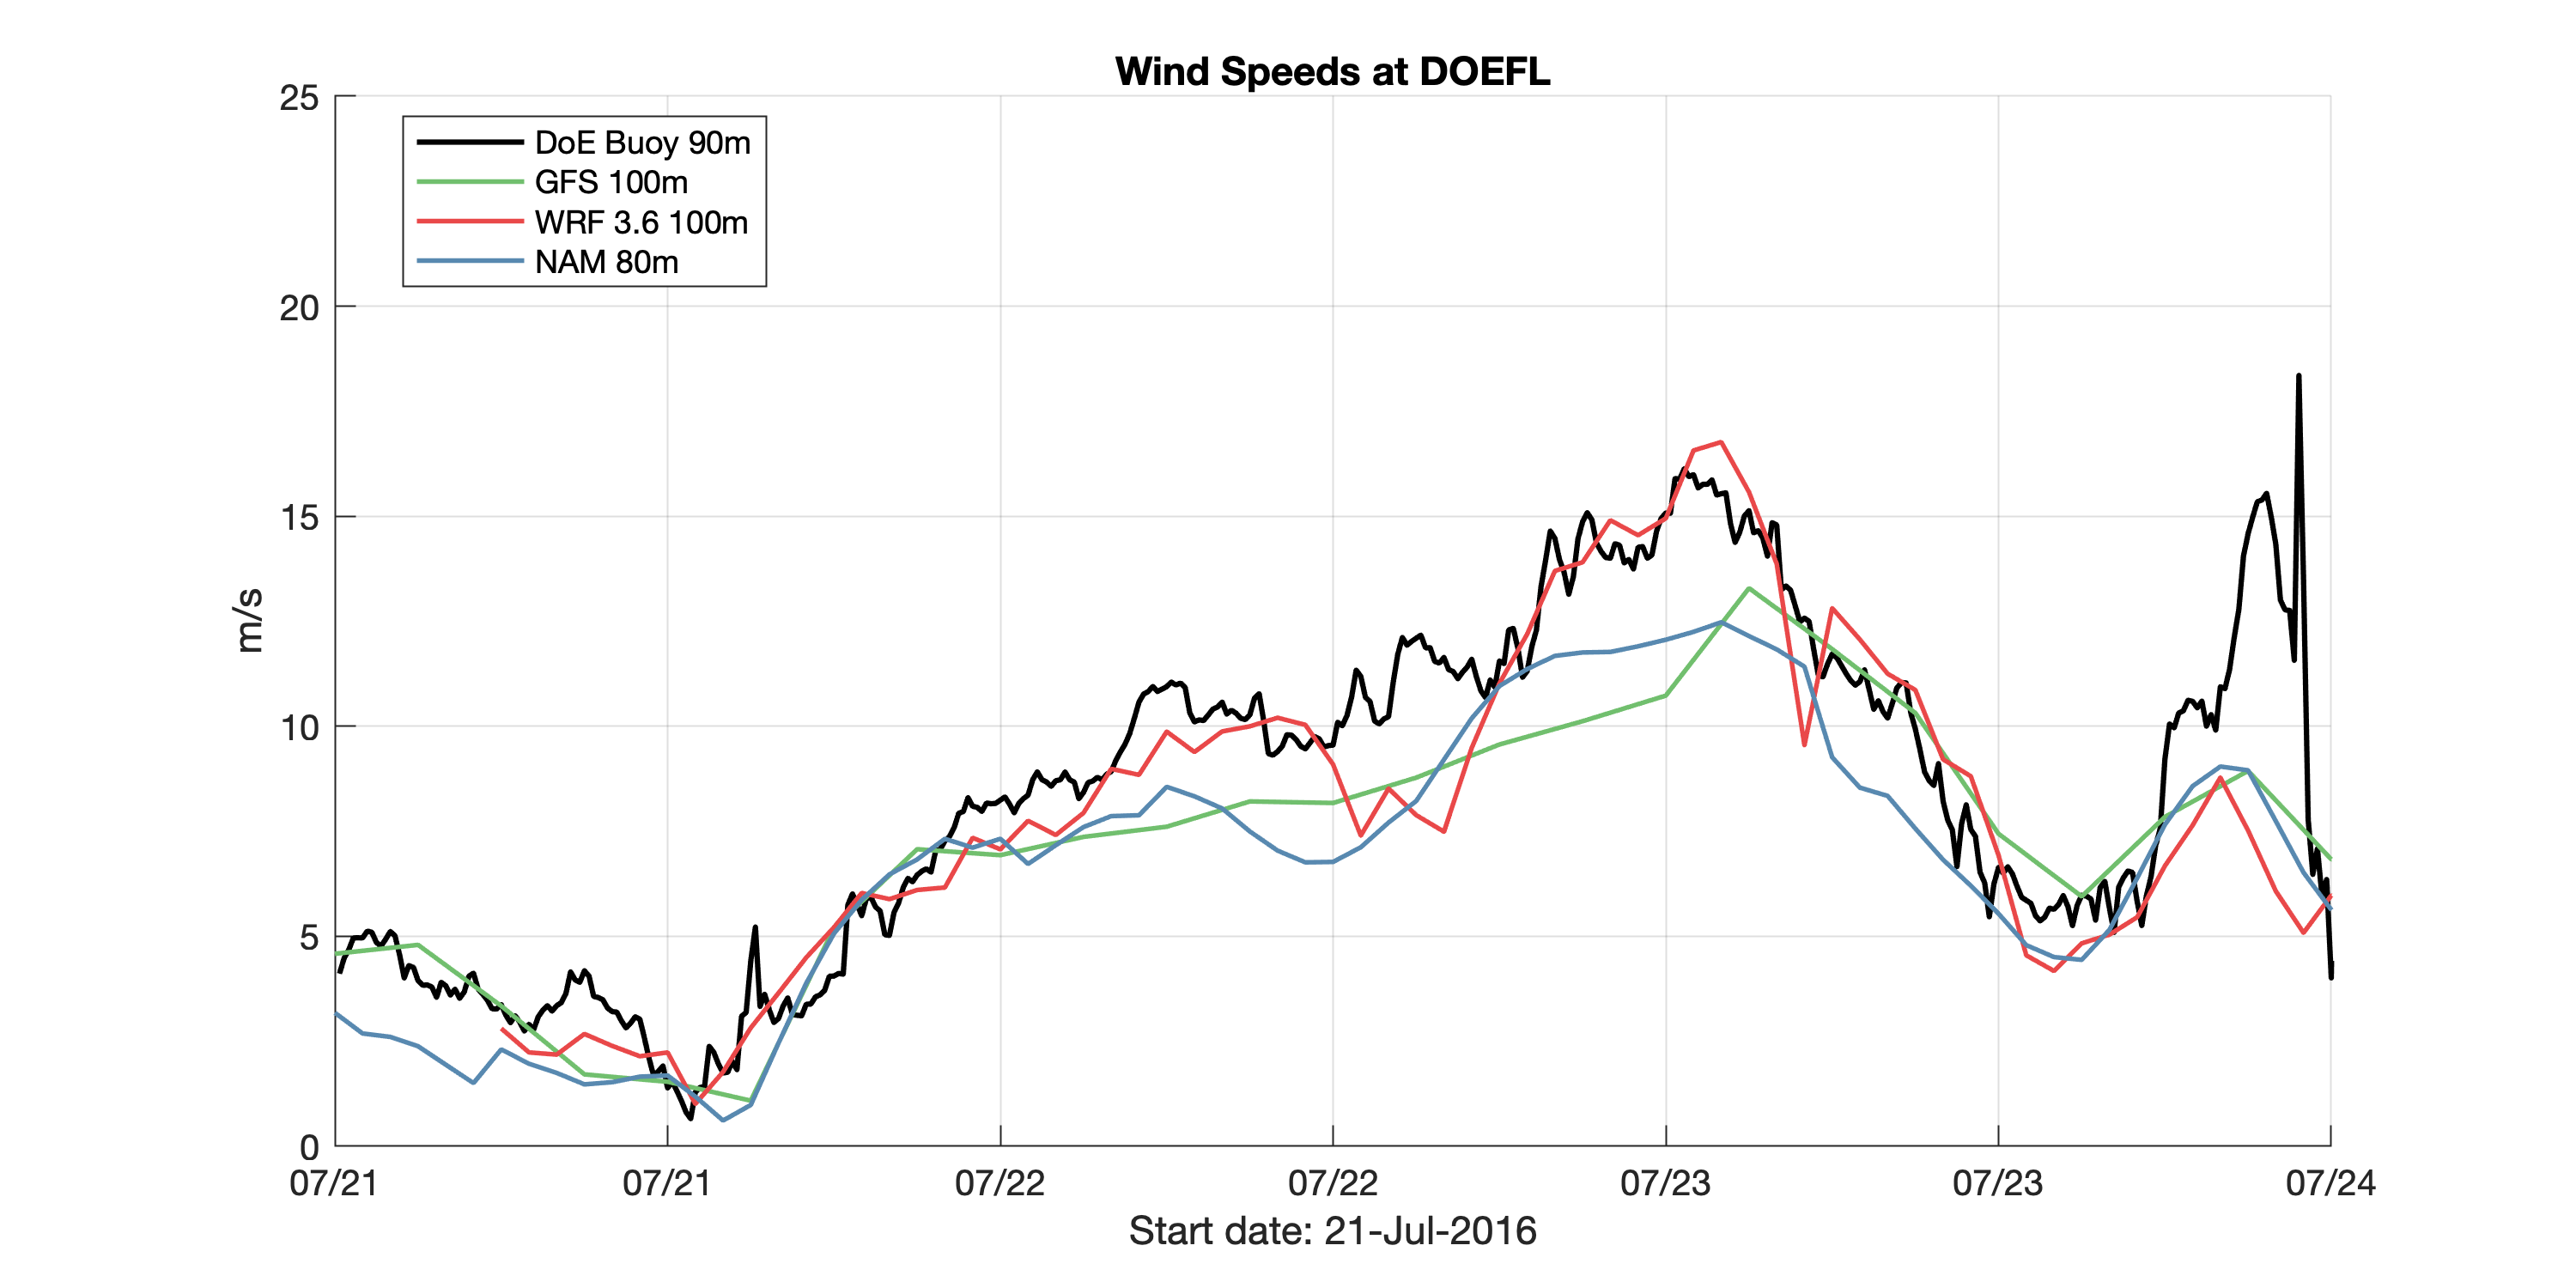 Wind Speeds at DOEFL
25
20
15
10
5
0
m/s
DoE Buoy 90m
GFS 100m
WRF 3.6 100m
NAM 80m
07/21 07/21 07/22 07/22 07/23 07/23 07/24
Start date: 21-Jul-2016